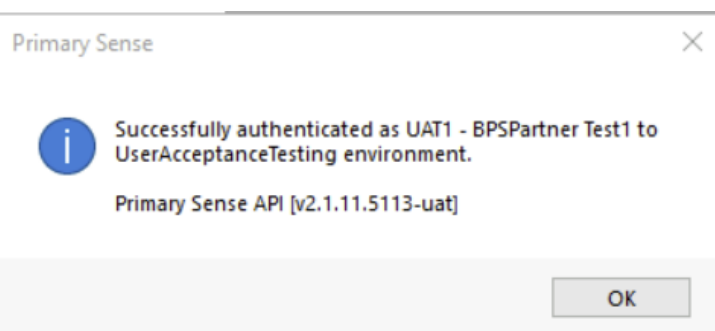 Primary Sense
Successfully authenticated as UAT1 - BPSPartner Test1 to
UserAcceptanceTesting environment.
Primary Sense API [v2.1.11.5113-uat]
OK